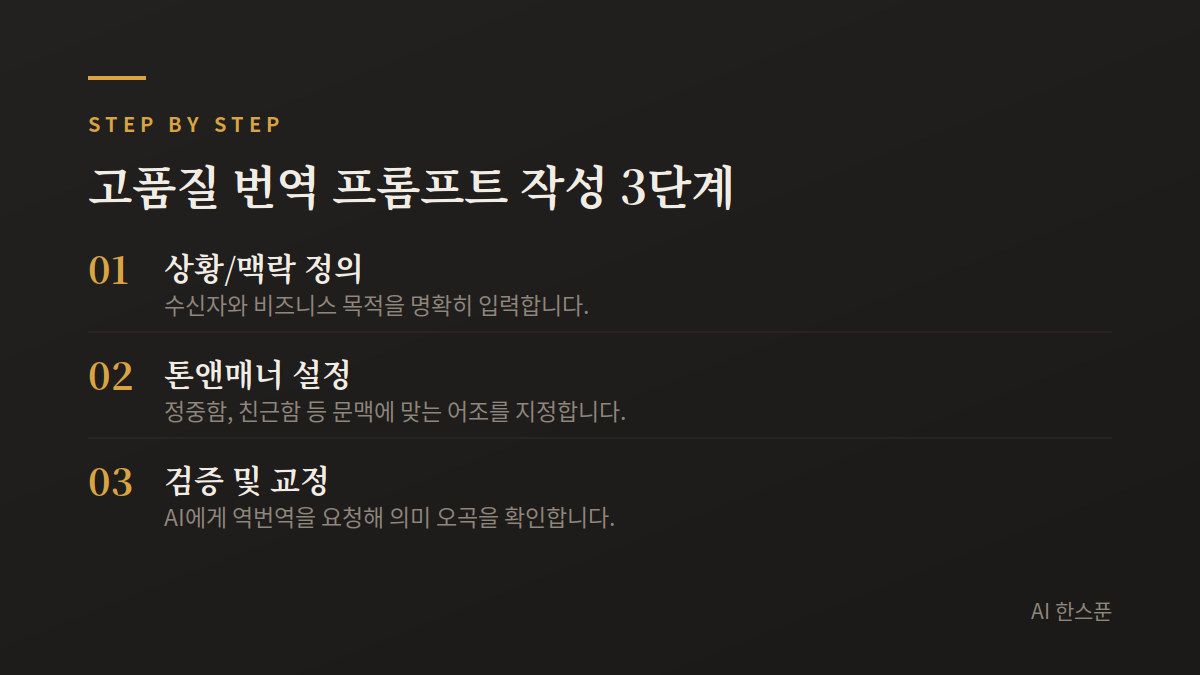 STEP BY STEP
고품질 번역 프롬프트 작성 3단계
01 상황/맥락 정의
수신자와 비즈니스 목적을 명확히 입력합니다.
02 톤앤매너 설정
정중함, 친근함 등 문맥에 맞는 어조를 지정합니다.
03 검증 및 교정
AI에게 역번역을 요청해 의미 오곡을 확인합니다.
AI 한스푼